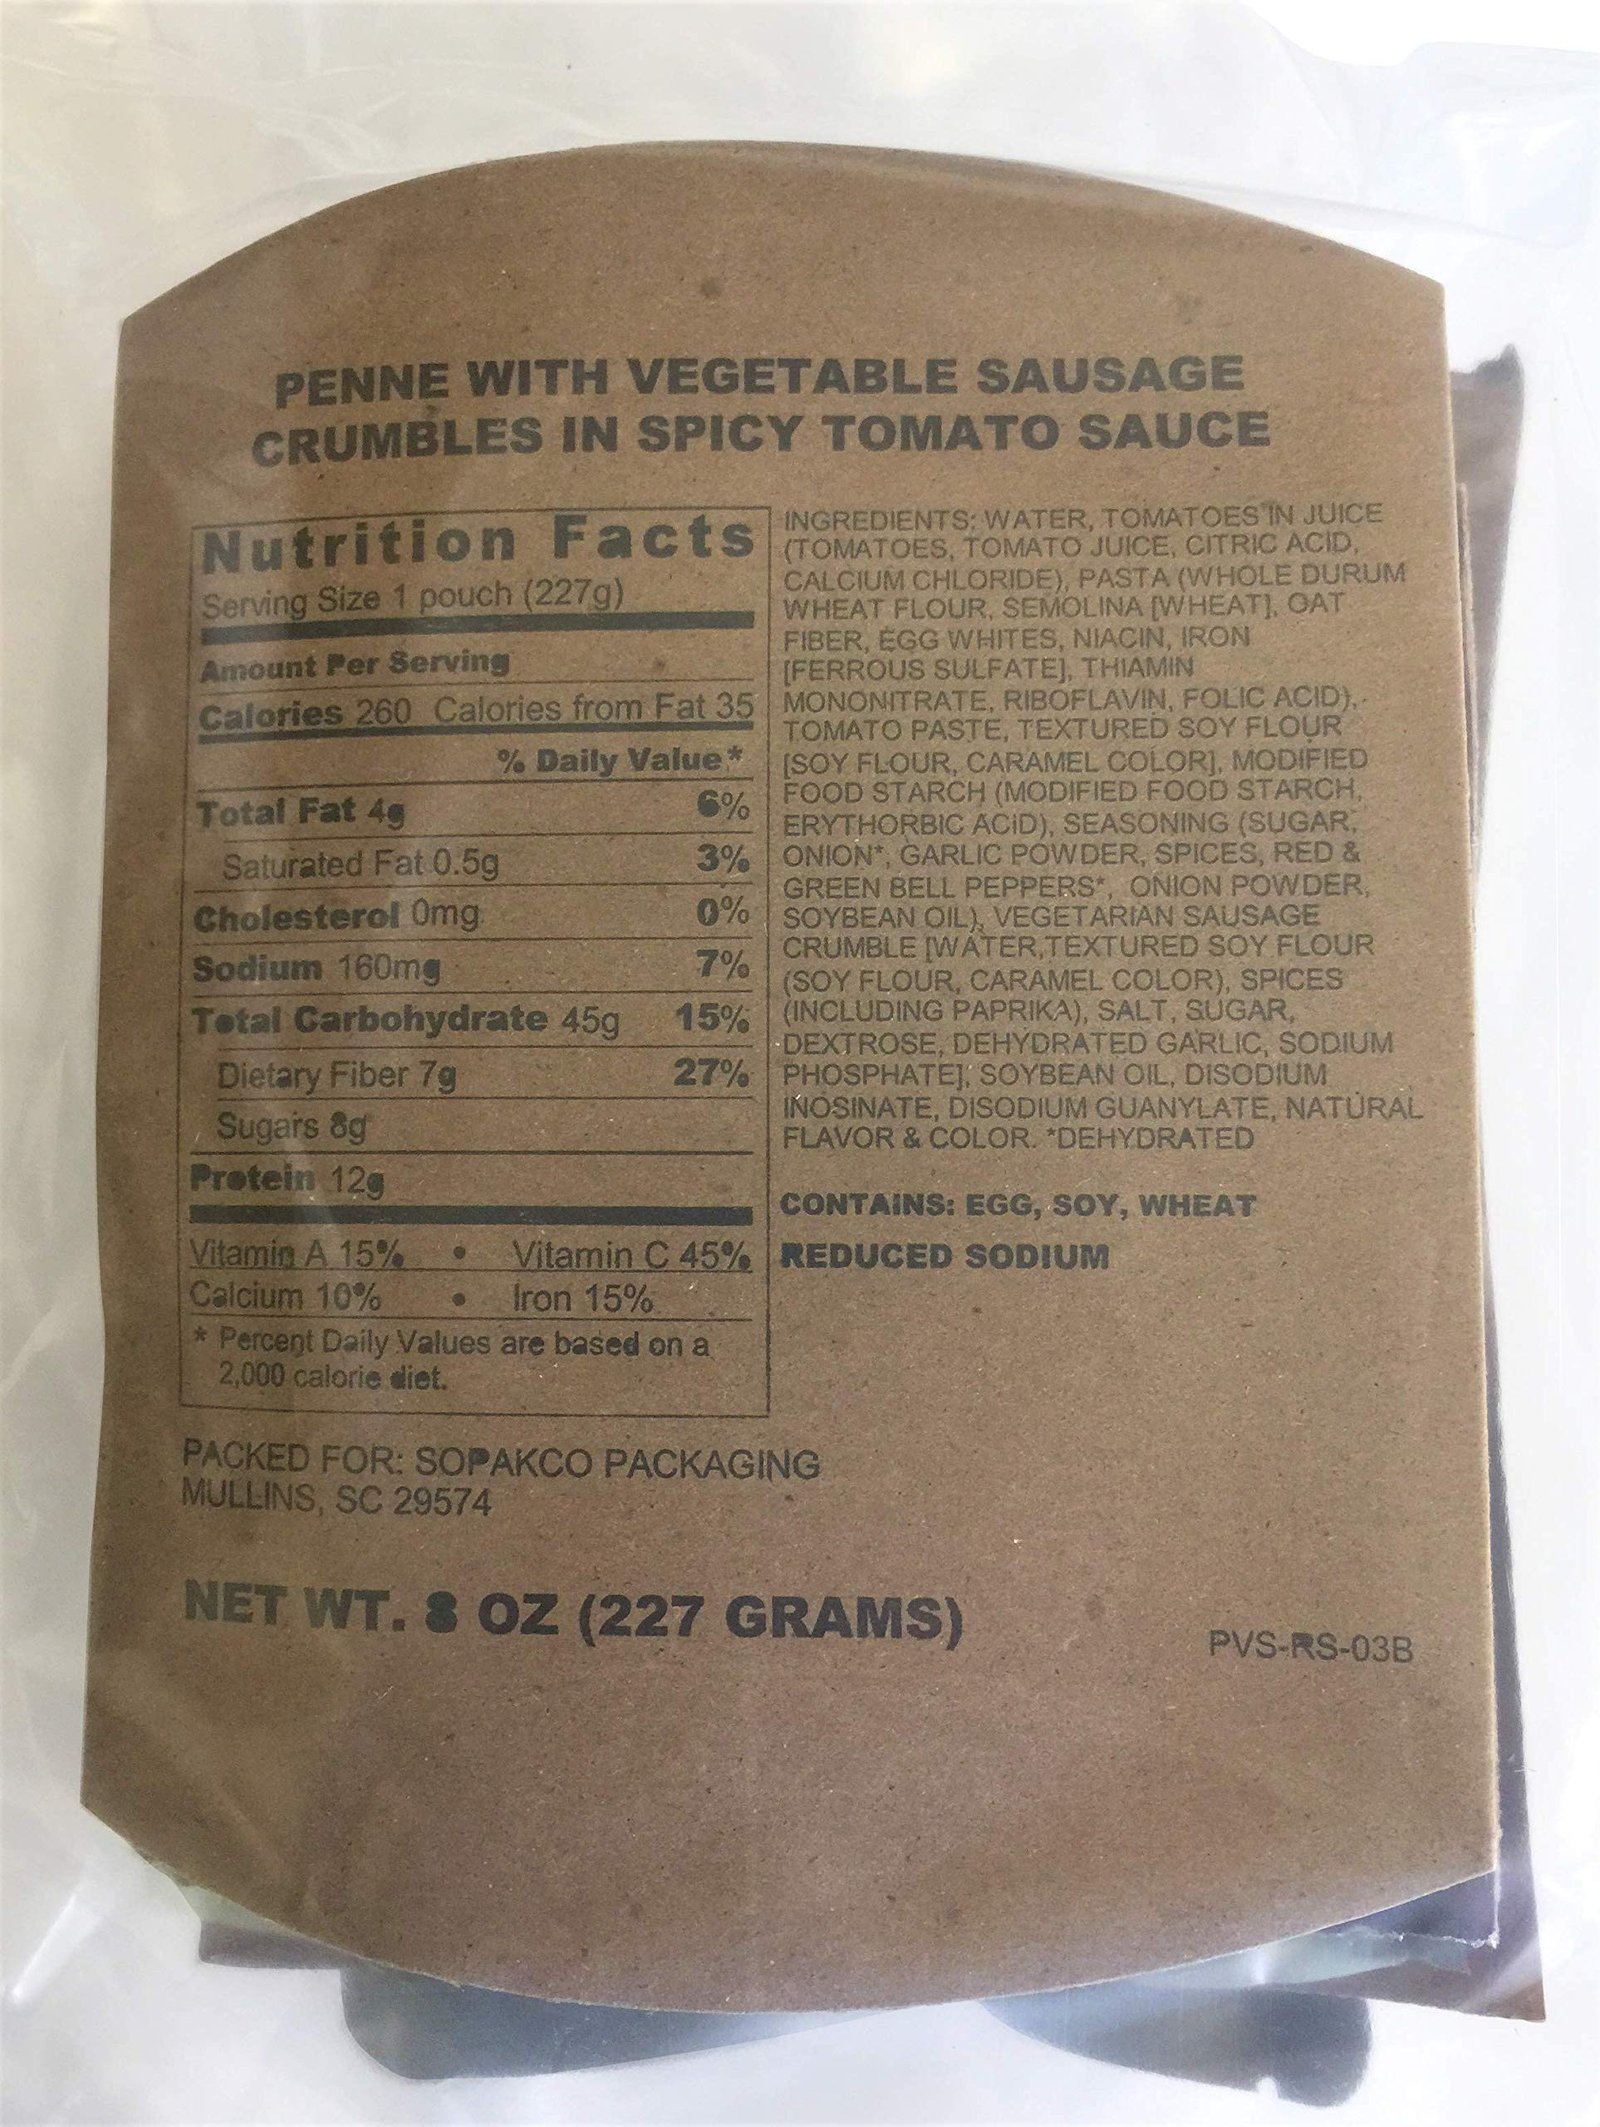 PENNE WITH VEGETABLE SAUSAGE
CRUMBLES IN SPICY TOMATO SAUCE
Nutrition Facts
Serving Size 1 pouch (227g)
Amount Per Serving
Calories 260 Calories from Fat 35
% Daily Value*
Total Fat 4g 6%
Saturated Fat 0.5g 3%
Cholesterol 0mg 0%
Sodium 160mg 7%
Total Carbohydrate 45g 15%
Dietary Fiber 7g 27%
Sugars 8g
Protein 12g
Vitamin A 15% • Vitamin C 45%
Calcium 10% • Iron 15%
* Percent Daily Values are based on a
2,000 calorie diet.
INGREDIENTS: WATER, TOMATOES IN JUICE
(TOMATOES, TOMATO JUICE, CITRIC ACID,
CALCIUM CHLORIDE), PASTA (WHOLE DURUM
WHEAT FLOUR, SEMOLINA [WHEAT], OAT
FIBER, EGG WHITES, NIACIN, IRON
[FERROUS SULFATE], THIAMIN
MONONITRATE, RIBOFLAVIN, FOLIC ACID),
TOMATO PASTE, TEXTURED SOY FLOUR
[SOY FLOUR, CARAMEL COLOR], MODIFIED
FOOD STARCH (MODIFIED FOOD STARCH,
ERYTHORBIC ACID), SEASONING (SUGAR,
ONION*, GARLIC POWDER, SPICES, RED &
GREEN BELL PEPPERS*, ONION POWDER,
SOYBEAN OIL), VEGETARIAN SAUSAGE
CRUMBLE [WATER,TEXTURED SOY FLOUR
(SOY FLOUR, CARAMEL COLOR), SPICES
(INCLUDING PAPRIKA), SALT, SUGAR,
DEXTROSE, DEHYDRATED GARLIC, SODIUM
PHOSPHATE], SOYBEAN OIL, DISODIUM
INOSINATE, DISODIUM GUANYLATE, NATURAL
FLAVOR & COLOR. *DEHYDRATED
CONTAINS: EGG, SOY, WHEAT
REDUCED SODIUM
PACKED FOR: SOPAKCO PACKAGING
MULLINS, SC 29574
NET WT. 8 OZ (227 GRAMS)
PVS-RS-03B